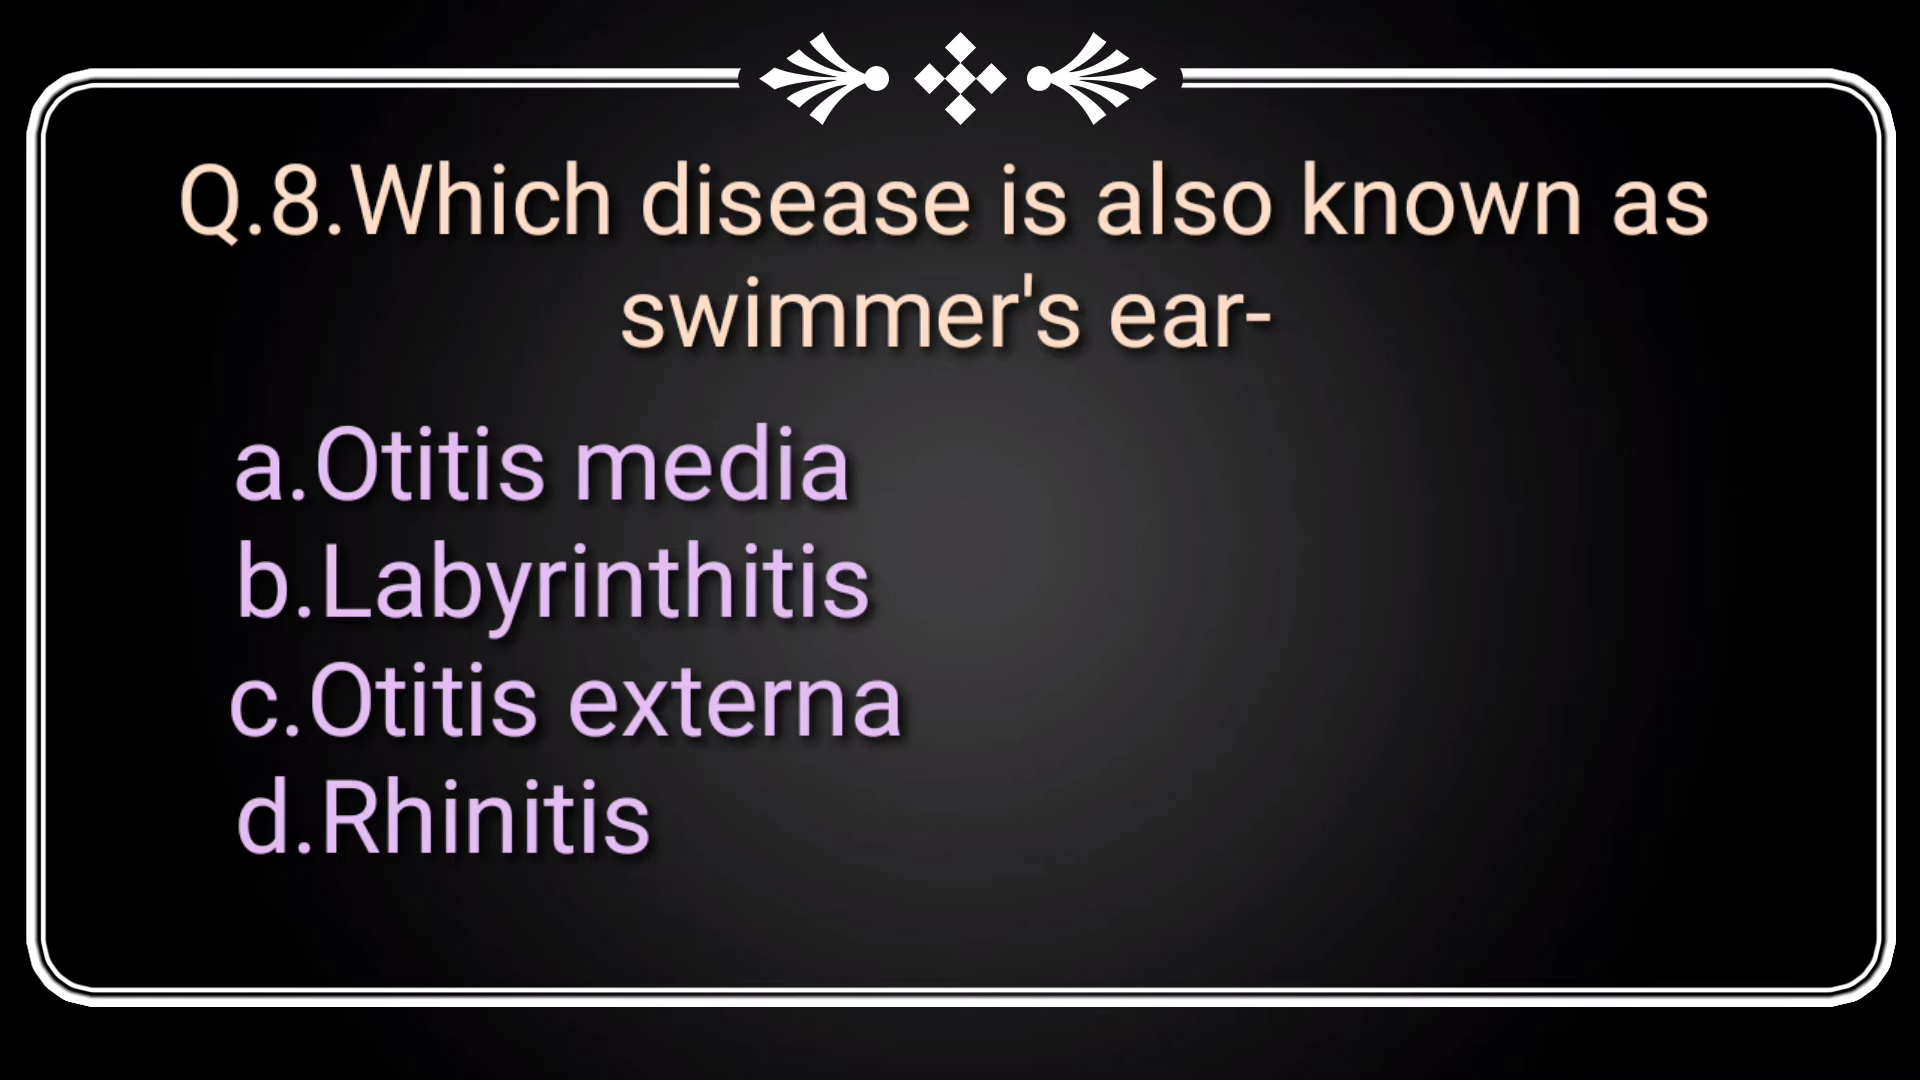 Q.8.Which disease is also known as
swimmer's ear-
a.Otitis media
b.Labyrinthitis
c.Otitis externa
d.Rhinitis